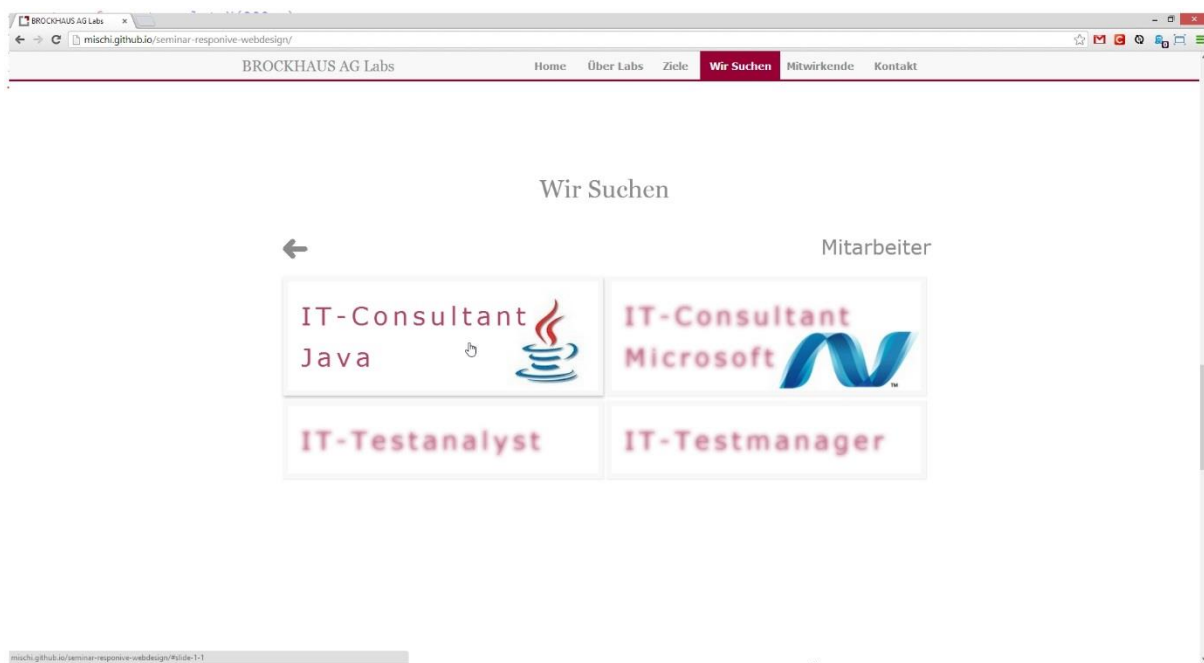 BROCKHAUS AG Labs
mischi.github.io/seminar-responive-webdesign/
BROCKHAUS AG Labs
Home Über Labs Ziele Wir Suchen Mitwirkende Kontakt
Wir Suchen
Mitarbeiter
IT-Consultant
Java
IT-Consultant
Microsoft
TM
IT-Testanalyst
IT-Testmanager
mischi.github.io/seminar-responive-webdesign/#slide-1-1